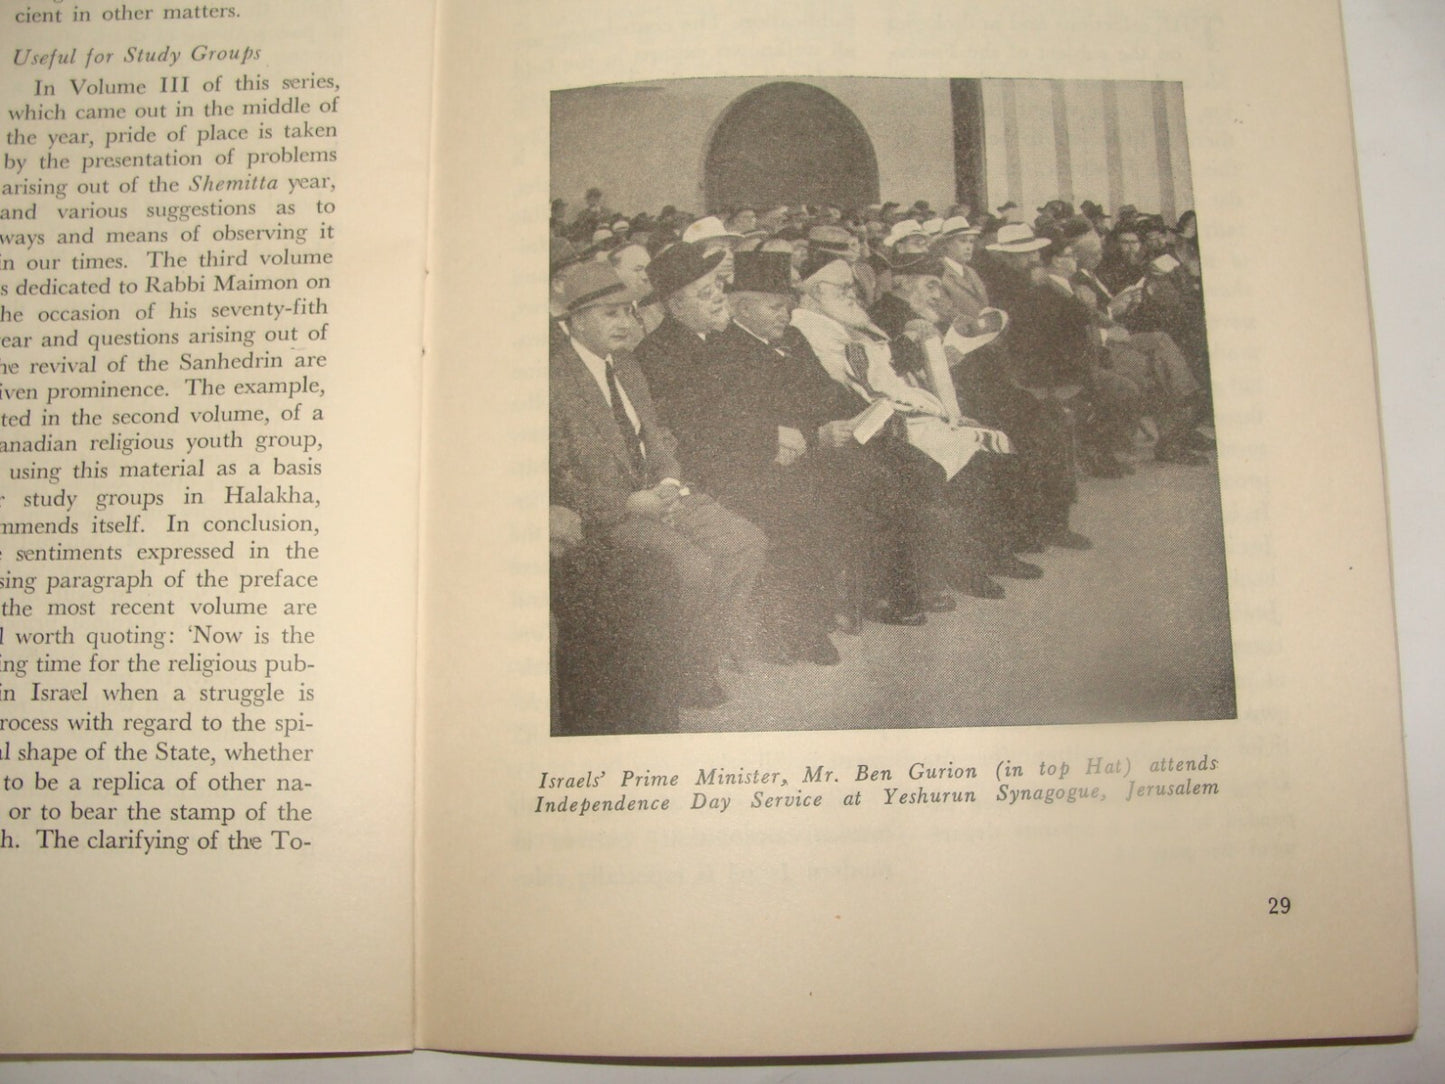 cient in other matters.
Useful for Study Groups
In Volume III of this series,
which came out in the middle of
the year, pride of place is taken
by the presentation of problems
arising out of the Shemitta year,
and various suggestions as to
ways and means of observing it
in our times. The third volume
s dedicated to Rabbi Maimon on
he occasion of his seventy-fith
ear and questions arising out of
he revival of the Sanhedrin are
iven prominence. The example,
ted in the second volume, of a
anadian religious youth group,
using this material as a basis
r study groups in Halakha,
mmends itself. In conclusion,
e sentiments expressed in the
sing paragraph of the preface
the most recent volume are
l worth quoting: 'Now is the
ing time for the religious pub-
in Israel when a struggle is
rocess with regard to the spi-
al shape of the State, whether
to be a replica of other na-
or to bear the stamp of the
h. The clarifying of the To-
Israels' Prime Minister, Mr. Ben Gurion (in top Hat) attends
Independence Day Service at Yeshurun Synagogue, Jerusalem
29